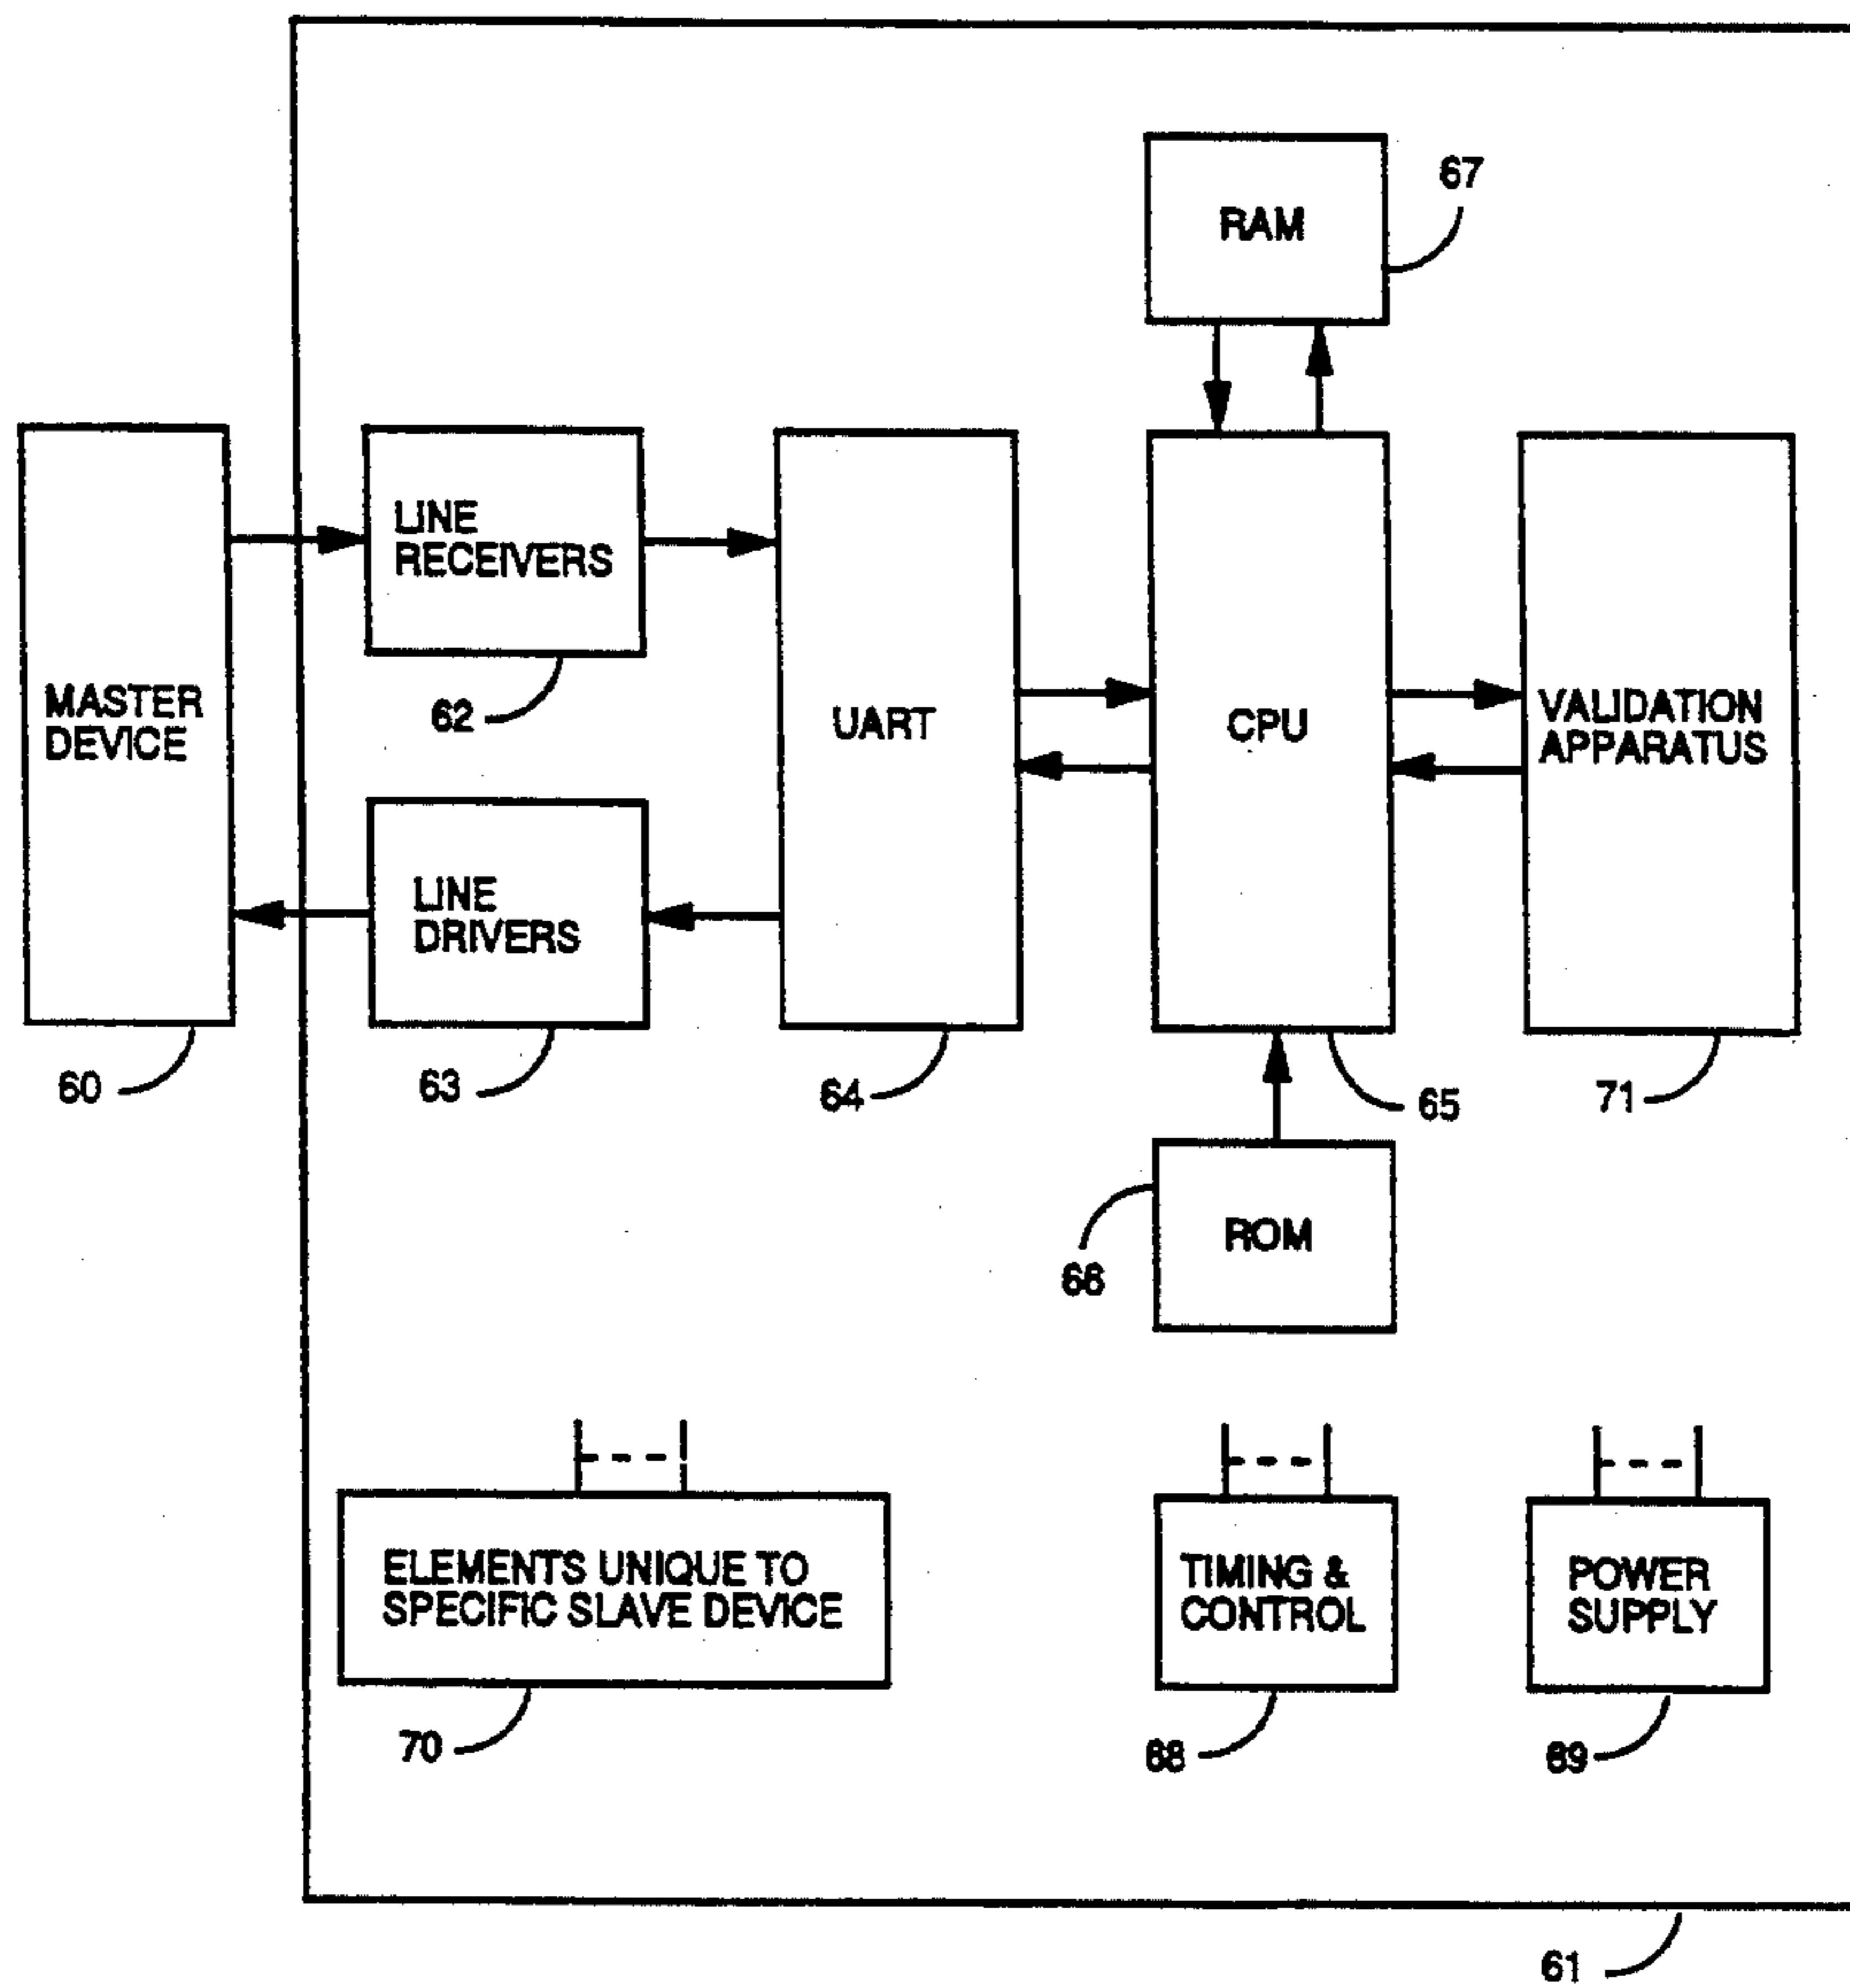 RAM
67
LINE
RECEIVERS
62
MASTER
DEVICE
UART
CPU
VALIDATION
APPARATUS
LINE
DRIVERS
60
63
64
65
71
ROM
66
ELEMENTS UNIQUE TO
SPECIFIC SLAVE DEVICE
TIMING &
CONTROL
POWER
SUPPLY
70
68
69
61